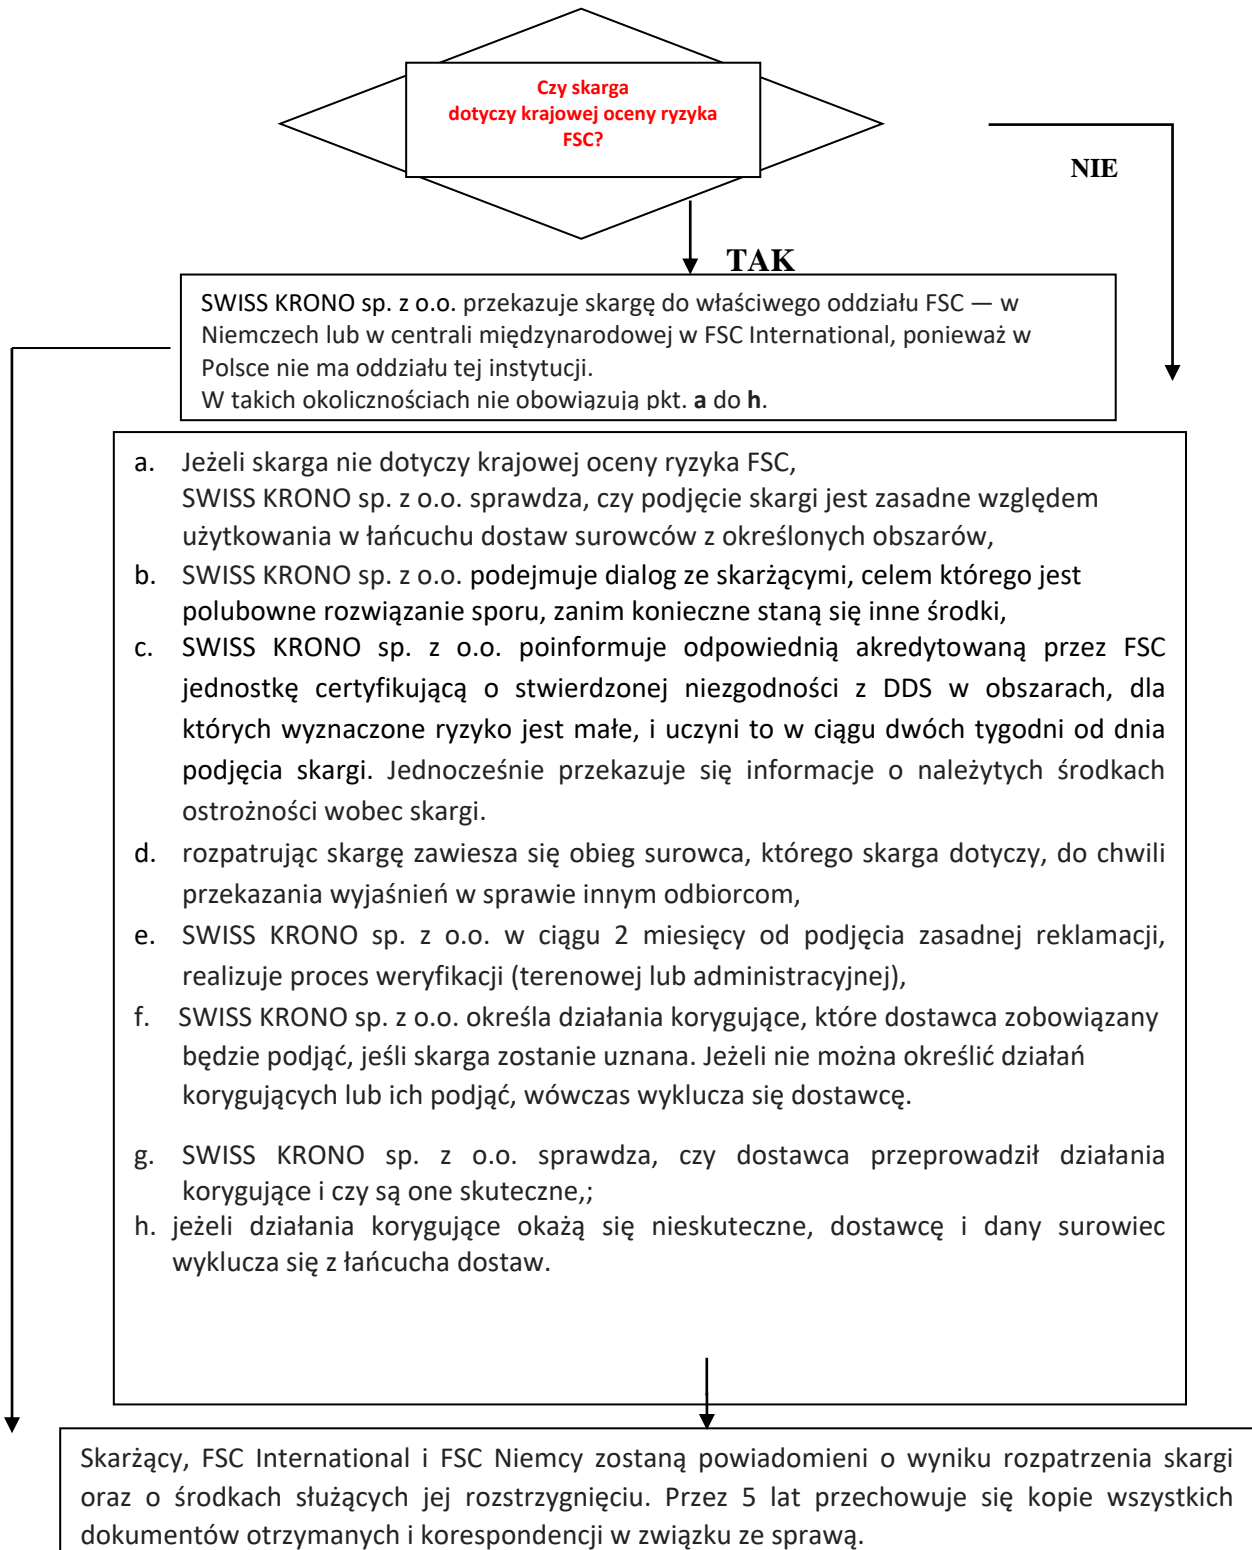 Czy skarga
dotyczy krajowej oceny ryzyka
FSC?
NIE
TAK
SWISS KRONO sp. z o.o. przekazuje skargę do właściwego oddziału FSC — w
Niemczech lub w centrali międzynarodowej w FSC International, ponieważ w
Polsce nie ma oddziału tej instytucji.
W takich okolicznościach nie obowiązują pkt. a do h.
a. Jeżeli skarga nie dotyczy krajowej oceny ryzyka FSC,
SWISS KRONO sp. z o.o. sprawdza, czy podjęcie skargi jest zasadne względem
użytkowania w łańcuchu dostaw surowców z określonych obszarów,
b. SWISS KRONO sp. z o.o. podejmuje dialog ze skarżącymi, celem którego jest
polubowne rozwiązanie sporu, zanim konieczne staną się inne środki,
c. SWISS KRONO sp. z o.o. poinformuje odpowiednią akredytowaną przez FSC
jednostkę certyfikującą o stwierdzonej niezgodności z DDS w obszarach, dla
których wyznaczone ryzyko jest małe, i uczyni to w ciągu dwóch tygodni od dnia
podjęcia skargi. Jednocześnie przekazuje się informacje o należytych środkach
ostrożności wobec skargi.
d. rozpatrując skargę zawiesza się obieg surowca, którego skarga dotyczy, do chwili
przekazania wyjaśnień w sprawie innym odbiorcom,
e. SWISS KRONO sp. z o.o. w ciągu 2 miesięcy od podjęcia zasadnej reklamacji,
realizuje proces weryfikacji (terenowej lub administracyjnej),
f. SWISS KRONO sp. z o.o. określa działania korygujące, które dostawca zobowiązany
będzie podjąć, jeśli skarga zostanie uznana. Jeżeli nie można określić działań
korygujących lub ich podjąć, wówczas wyklucza się dostawcę.
g. SWISS KRONO sp. z o.o. sprawdza, czy dostawca przeprowadził działania
korygujące i czy są one skuteczne,;
h. jeżeli działania korygujące okażą się nieskuteczne, dostawcę i dany surowiec
wyklucza się z łańcucha dostaw.
Skarżący, FSC International i FSC Niemcy zostaną powiadomieni o wyniku rozpatrzenia skargi
oraz o środkach służących jej rozstrzygnięciu. Przez 5 lat przechowuje się kopie wszystkich
dokumentów otrzymanych i korespondencji w związku ze sprawą.